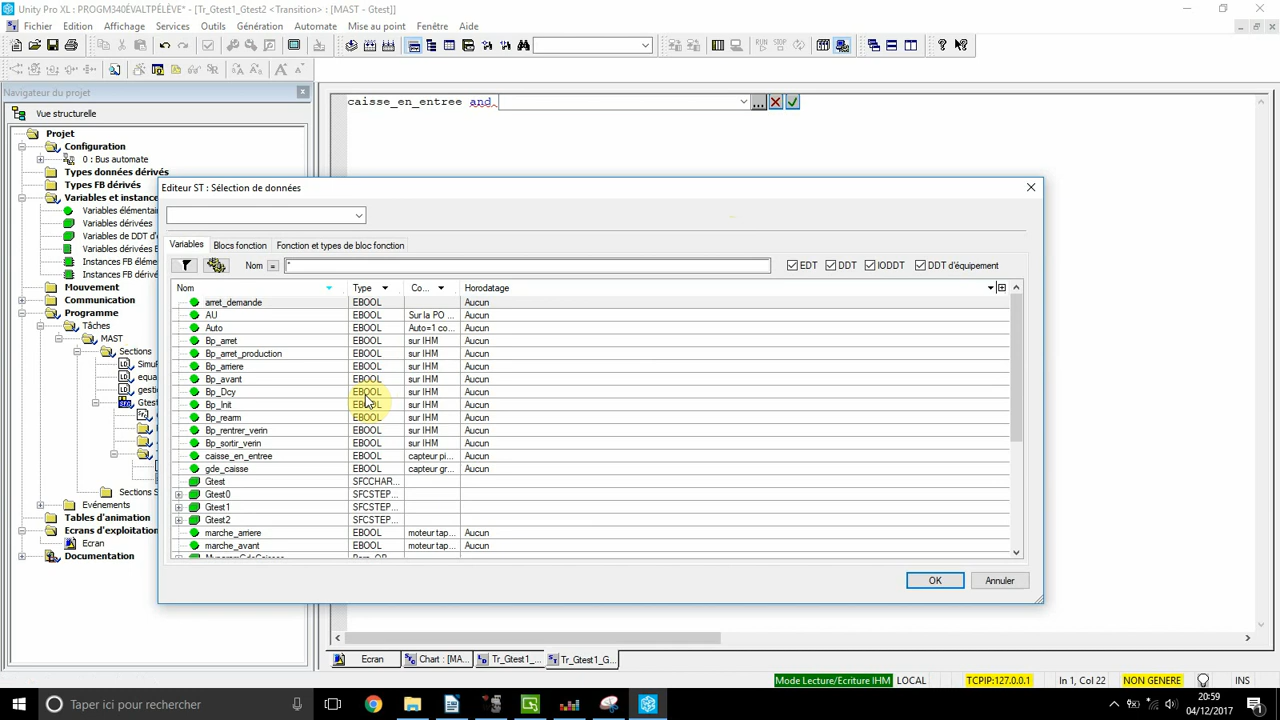 Unity Pro XL : PROGM340ÉVALTPÉLÈVE* - [Tr_Gtest1_Gtest2 <Transition> : [MAST - Gtest]]
Fichier Edition Affichage Services Outils Génération Automate Mise au point Fenêtre Aide
Navigateur du projet
Vue structurelle
caisse_en_entree and
Projet
Configuration
0 : Bus automate
Types données dérivés
Types FB dérivés
Variables et instance
Variables élémentai
Variables dérivées
Variables de DDT d'
Variables dérivées E
Instances FB éléme
Instances FB dérivé
Mouvement
Communication
Programme
Tâches
MAST
Sections
Simu
equa
gesti
Gtes
Sections S
Evénements
Tables d'animation
Ecrans d'exploitation
Ecran
Documentation
Editeur ST : Sélection de données
Variables Blocs fonction Fonction et types de bloc fonction
Nom = * EDT DDT IODDT DDT d'équipement
Nom Type Co... Horodatage
arret_demande EBOOL Aucun
AU EBOOL Sur la PO ... Aucun
Auto EBOOL Auto=1 co... Aucun
Bp_arret EBOOL sur IHM Aucun
Bp_arret_production EBOOL sur IHM Aucun
Bp_arriere EBOOL sur IHM Aucun
Bp_avant EBOOL sur IHM Aucun
Bp_Dcy EBOOL sur IHM Aucun
Bp_Init EBOOL sur IHM Aucun
Bp_rearm EBOOL sur IHM Aucun
Bp_rentrer_verin EBOOL sur IHM Aucun
Bp_sortir_verin EBOOL sur IHM Aucun
caisse_en_entree EBOOL capteur pi... Aucun
gde_caisse EBOOL capteur gr... Aucun
Gtest SFCCHAR...
Gtest0 SFCSTEP...
Gtest1 SFCSTEP...
Gtest2 SFCSTEP...
marche_arriere EBOOL moteur tap... Aucun
marche_avant EBOOL moteur tap... Aucun
OK Annuler
Ecran Chart : [MA... Tr_Gtest1_... Tr_Gtest1_G...
Mode Lecture/Ecriture IHM LOCAL TCPIP:127.0.0.1 NON GENERE In 1, Col 22 INS
Taper ici pour rechercher
20:59
04/12/2017